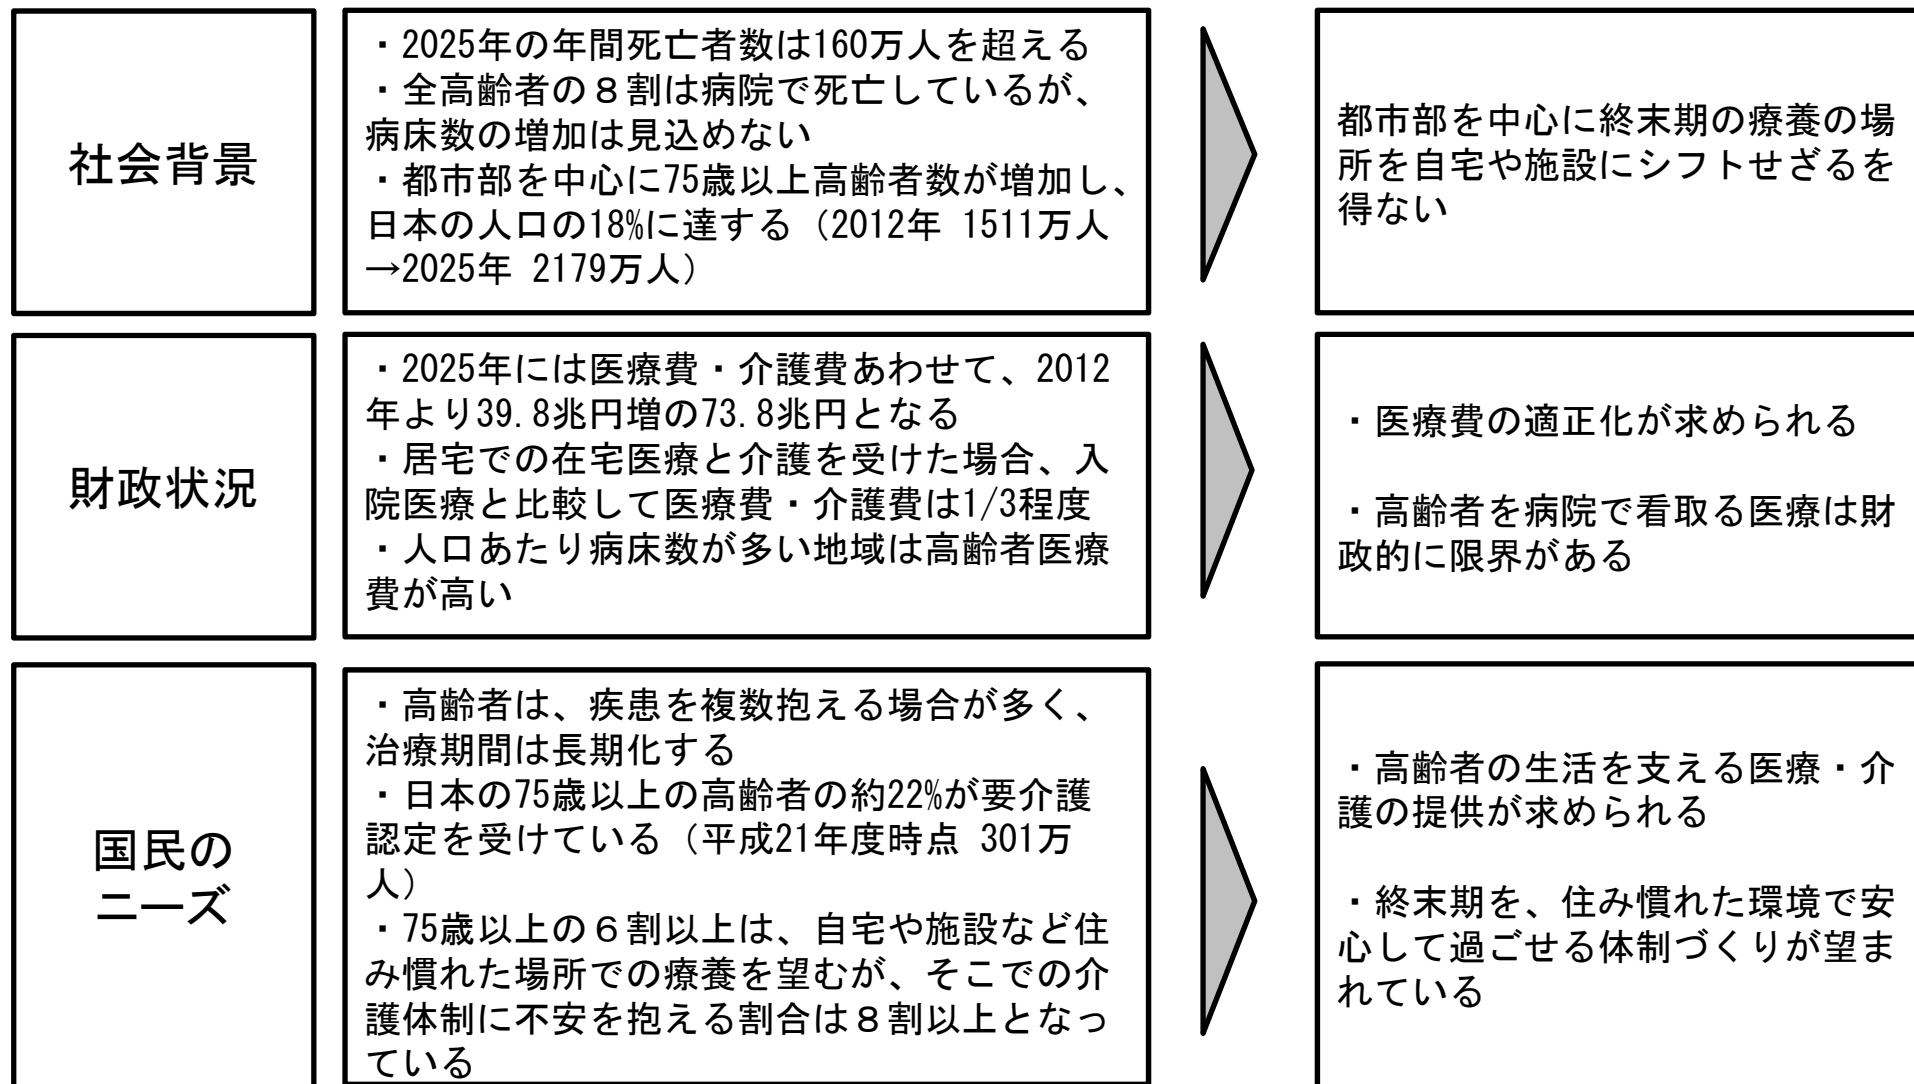 社会背景
・2025年の年間死亡者数は160万人を超える
・全高齢者の８割は病院で死亡しているが、
病床数の増加は見込めない
・都市部を中心に75歳以上高齢者数が増加し、
日本の人口の18%に達する（2012年 1511万人
→2025年 2179万人）
都市部を中心に終末期の療養の場
所を自宅や施設にシフトせざるを
得ない
財政状況
・2025年には医療費・介護費あわせて、2012
年より39.8兆円増の73.8兆円となる
・居宅での在宅医療と介護を受けた場合、入
院医療と比較して医療費・介護費は1/3程度
・人口あたり病床数が多い地域は高齢者医療
費が高い
・医療費の適正化が求められる
・高齢者を病院で看取る医療は財
政的に限界がある
国民の
ニーズ
・高齢者は、疾患を複数抱える場合が多く、
治療期間は長期化する
・日本の75歳以上の高齢者の約22%が要介護
認定を受けている（平成21年度時点 301万
人）
・75歳以上の６割以上は、自宅や施設など住
み慣れた場所での療養を望むが、そこでの介
護体制に不安を抱える割合は８割以上となっ
ている
・高齢者の生活を支える医療・介
護の提供が求められる
・終末期を、住み慣れた環境で安
心して過ごせる体制づくりが望ま
れている